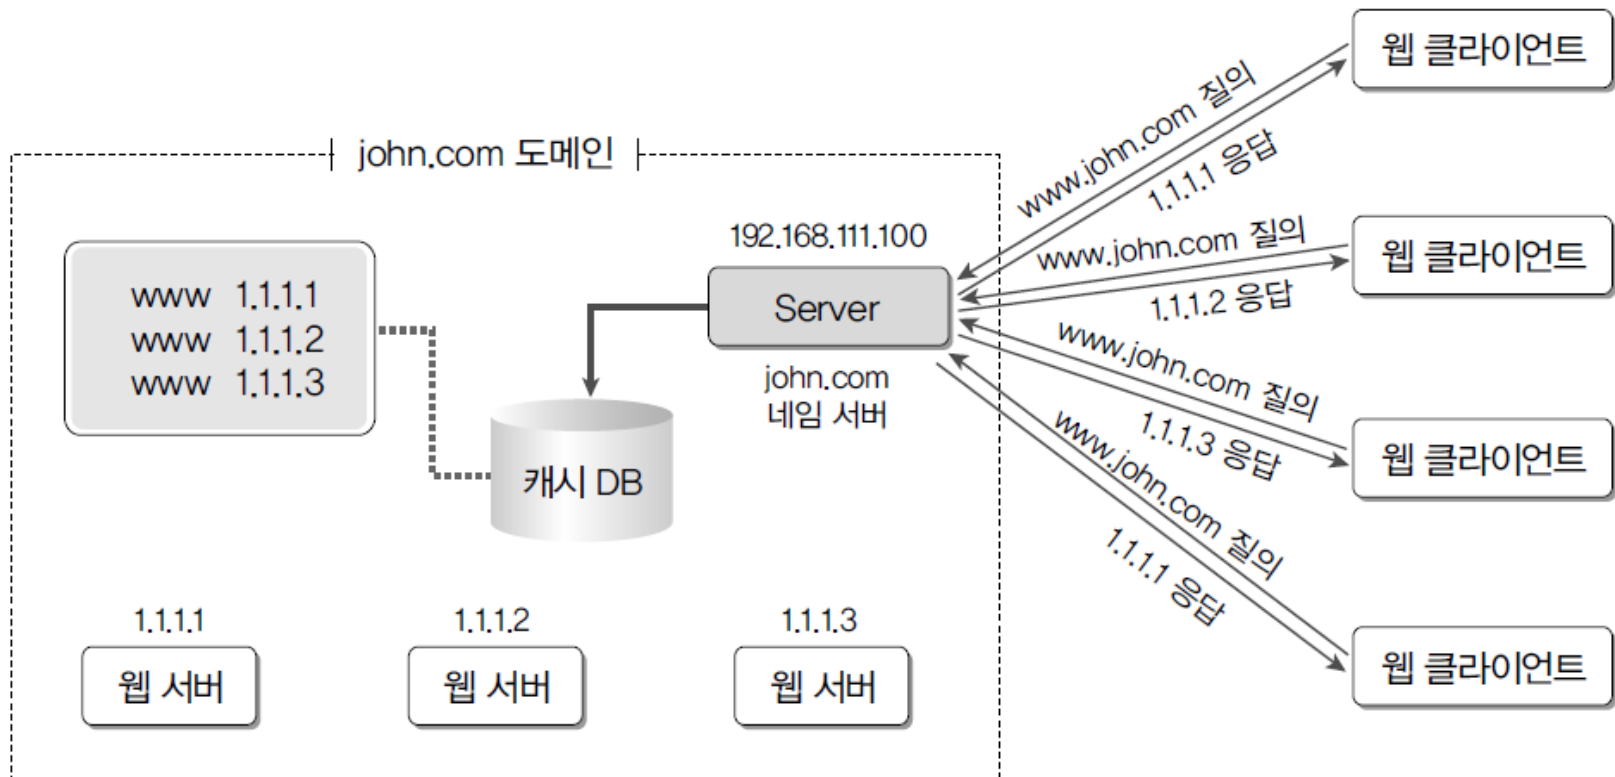 웹 클라이언트
www.john.com 질의
1.1.1.1 응답
john.com 도메인
192.168.111.100
www 1.1.1.1
www 1.1.1.2
www 1.1.1.3
Server
www.john.com 질의
1.1.1.2 응답
웹 클라이언트
john.com
네임 서버
www.john.com 질의
1.1.1.3 응답
웹 클라이언트
캐시 DB
www.john.com 질의
1.1.1.1 응답
웹 클라이언트
1.1.1.1
웹 서버
1.1.1.2
웹 서버
1.1.1.3
웹 서버